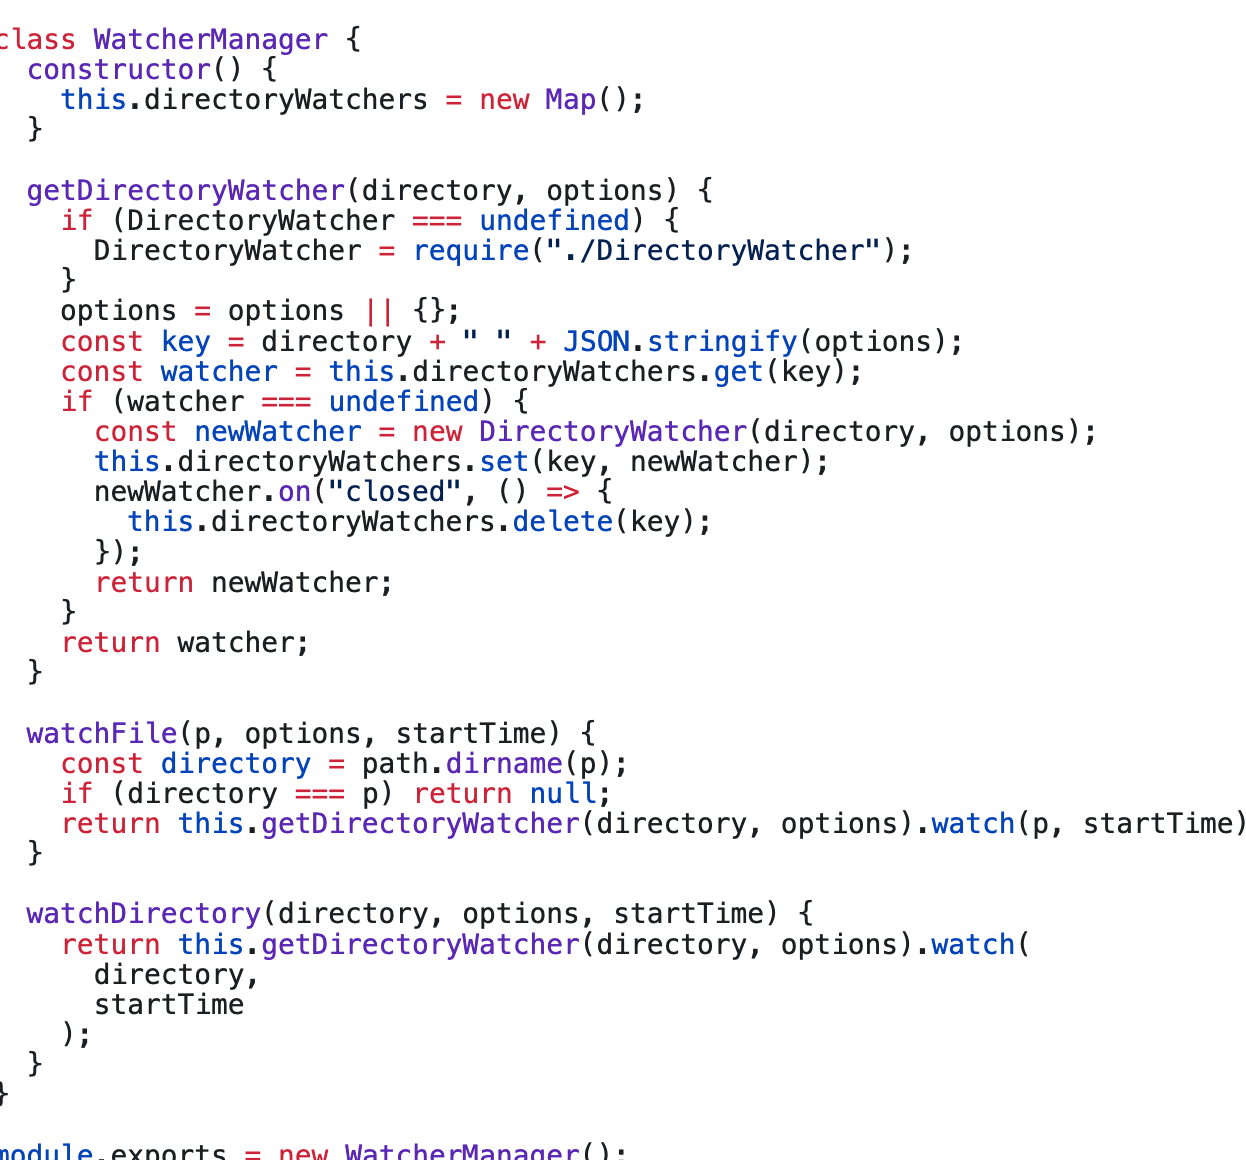 class WatcherManager {
  constructor() {
    this.directoryWatchers = new Map();
  }

  getDirectoryWatcher(directory, options) {
    if (DirectoryWatcher === undefined) {
      DirectoryWatcher = require("./DirectoryWatcher");
    }
    options = options || {};
    const key = directory + " " + JSON.stringify(options);
    const watcher = this.directoryWatchers.get(key);
    if (watcher === undefined) {
      const newWatcher = new DirectoryWatcher(directory, options);
      this.directoryWatchers.set(key, newWatcher);
      newWatcher.on("closed", () => {
        this.directoryWatchers.delete(key);
      });
      return newWatcher;
    }
    return watcher;
  }

  watchFile(p, options, startTime) {
    const directory = path.dirname(p);
    if (directory === p) return null;
    return this.getDirectoryWatcher(directory, options).watch(p, startTime)
  }

  watchDirectory(directory, options, startTime) {
    return this.getDirectoryWatcher(directory, options).watch(
      directory,
      startTime
    );
  }
}

module.exports = new WatcherManager();